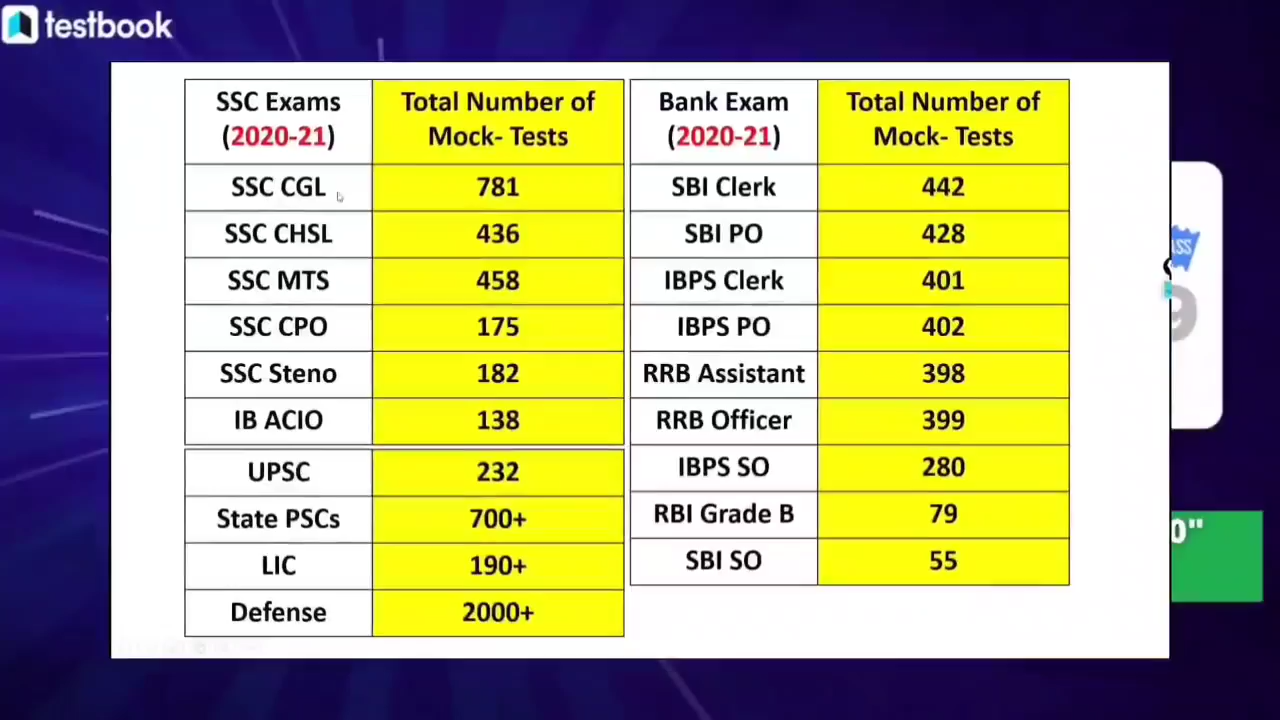 testbook
SSC Exams
(2020-21)
Total Number of
Mock- Tests
SSC CGL 781
SSC CHSL 436
SSC MTS 458
SSC CPO 175
SSC Steno 182
IB ACIO 138
UPSC 232
State PSCs 700+
LIC 190+
Defense 2000+
Bank Exam
(2020-21)
Total Number of
Mock- Tests
SBI Clerk 442
SBI PO 428
IBPS Clerk 401
IBPS PO 402
RRB Assistant 398
RRB Officer 399
IBPS SO 280
RBI Grade B 79
SBI SO 55
ASS
9
0"